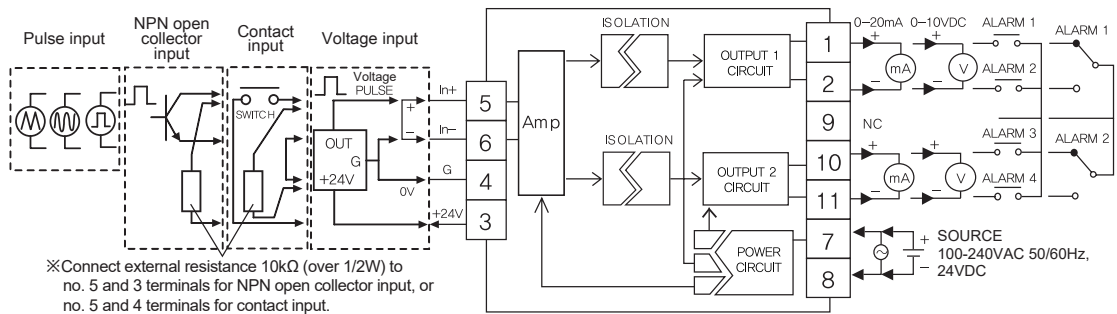 Pulse input
NPN open
collector
input
Contact
input
Voltage input
SWITCH
Voltage
PULSE
OUT
G
+24V
0V
+
−
In+
In−
G
+24V
5
6
4
3
Amp
ISOLATION
ISOLATION
OUTPUT 1
CIRCUIT
OUTPUT 2
CIRCUIT
POWER
CIRCUIT
1
2
9
10
11
7
8
0-20mA
0-10VDC
ALARM 1
ALARM 1
+
+
mA
V
−
−
ALARM 2
NC
ALARM 3
ALARM 2
+
+
mA
V
−
−
ALARM 4
+
−
SOURCE
100-240VAC 50/60Hz,
24VDC
※Connect external resistance 10kΩ (over 1/2W) to
no. 5 and 3 terminals for NPN open collector input, or
no. 5 and 4 terminals for contact input.